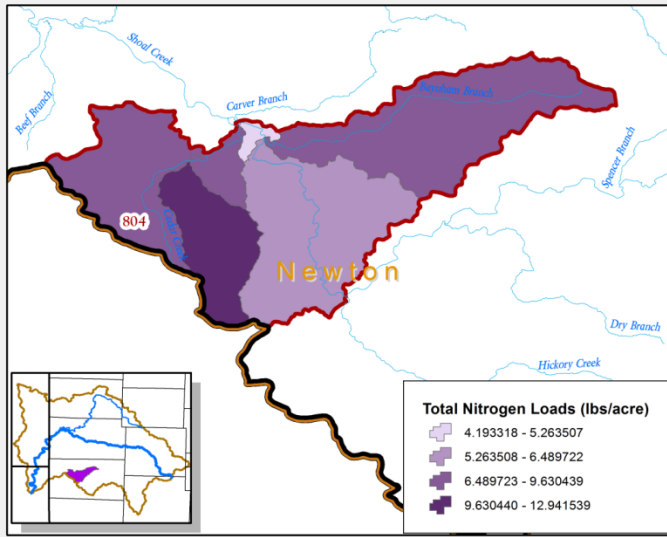 Shoal Creek
Carver Branch
Reef Branch
Barnham Branch
Spencer Branch
804
Cedar Creek
Newton
Dry Branch
Hickory Creek
Total Nitrogen Loads (lbs/acre)
4.193318 - 5.263507
5.263508 - 6.489722
6.489723 - 9.630439
9.630440 - 12.941539